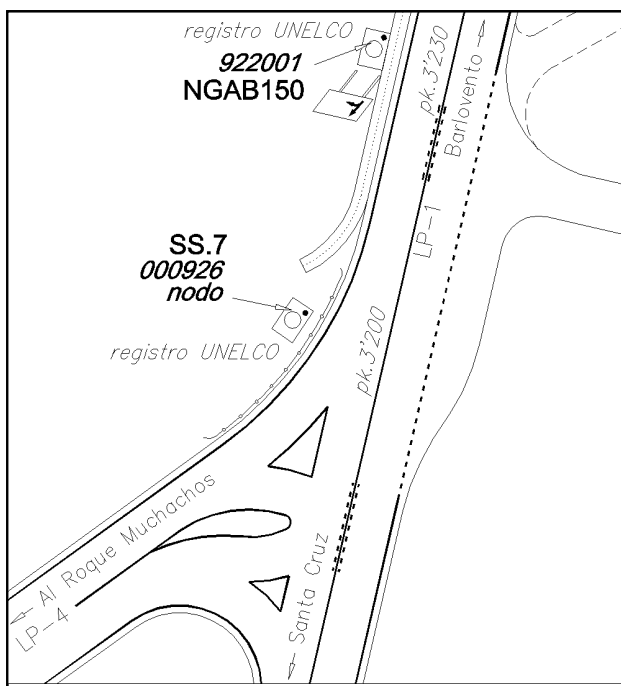 registro UNELCO
922001
NGAB150
pk.3'230
Barlovento
LP-1
SS.7
000926
nodo
registro UNELCO
pk.3'200
Al Roque Muchachos
LP-4
Santa Cruz